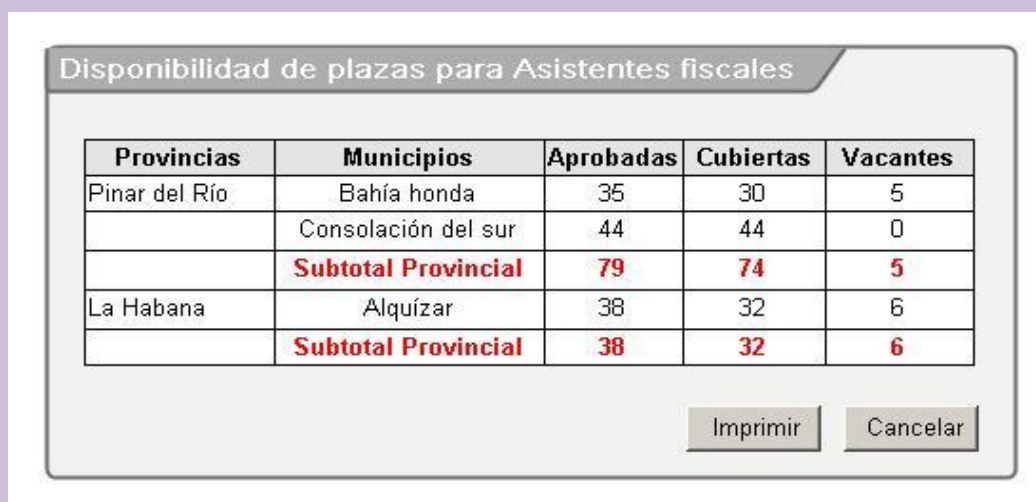 Disponibilidad de plazas para Asistentes fiscales
Provincias Municipios Aprobadas Cubiertas Vacantes
Pinar del Río Bahía honda 35 30 5
Consolación del sur 44 44 0
Subtotal Provincial 79 74 5
La Habana Alquízar 38 32 6
Subtotal Provincial 38 32 6
Imprimir Cancelar